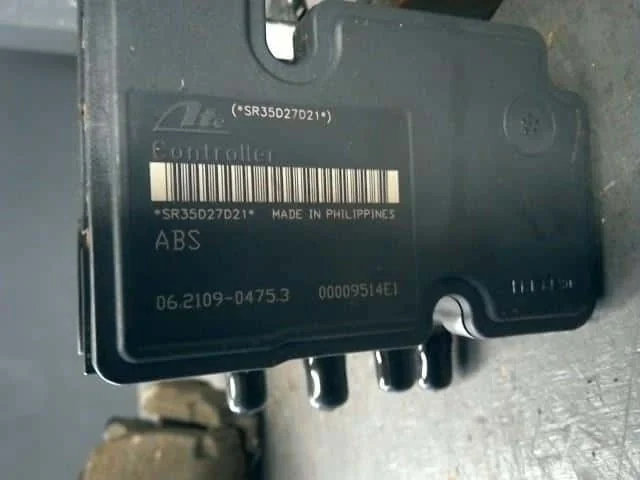 Ate (*SR35D27D21*)
Controller
*SR35D27D21* MADE IN PHILIPPINES
ABS
06.2109-0475.3 00009514E1